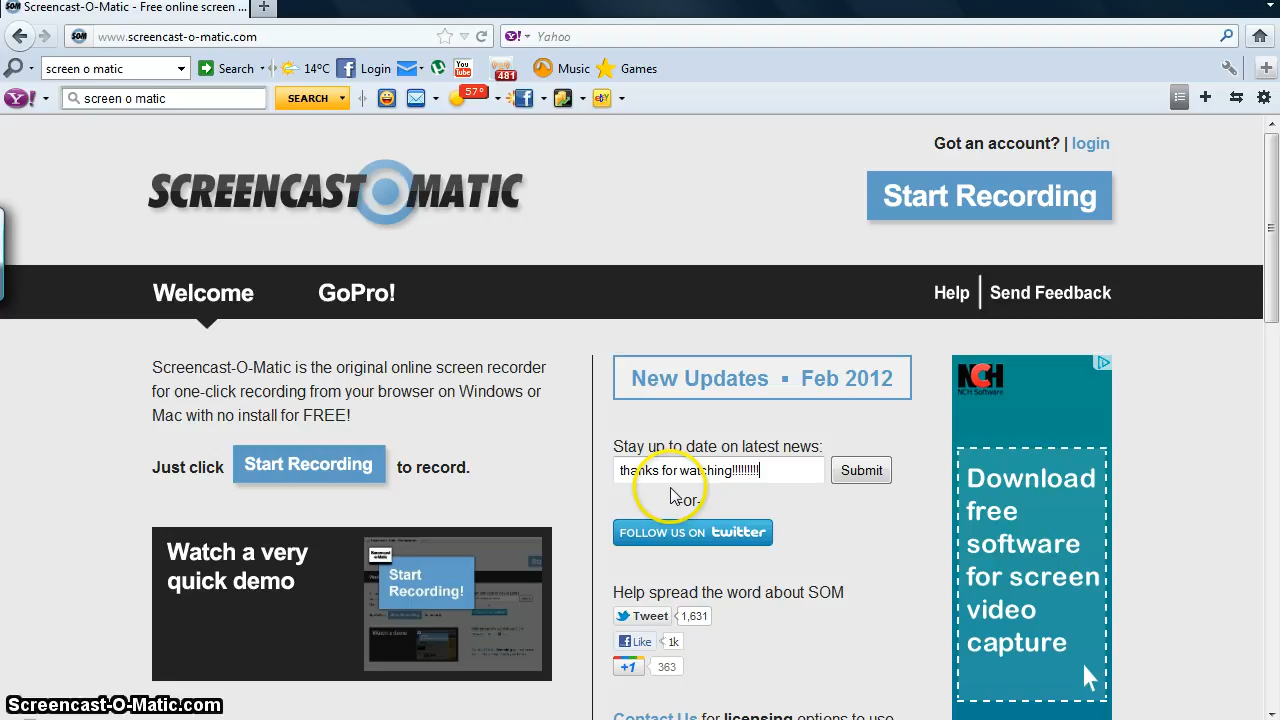 Screencast-O-Matic - Free online screen ...
www.screencast-o-matic.com
Yahoo
screen o matic
Search
14°C
Login
You Tube
481
Music
Games
screen o matic
SEARCH
57°
Got an account? | login
SCREENCAST O MATIC
Start Recording
Welcome
GoPro!
Help
Send Feedback
Screencast-O-Matic is the original online screen recorder
for one-click recording from your browser on Windows or
Mac with no install for FREE!
Just click
Start Recording
to record.
Watch a very
quick demo
Start
Recording!
New Updates ▪ Feb 2012
Stay up to date on latest news:
thanks for watching!!!!!!!!!
Submit
-or-
FOLLOW US ON twitter
Help spread the word about SOM
Tweet
1,631
Like
1k
+1
363
Contact Us for licensing options to use
NCH
NCH Software
Download
free
software
for screen
video
capture
Screencast-O-Matic.com